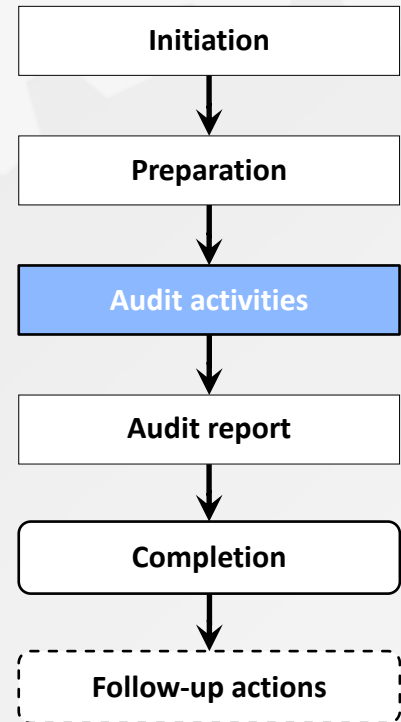 Initiation
Preparation
Audit activities
Audit report
Completion
Follow-up actions